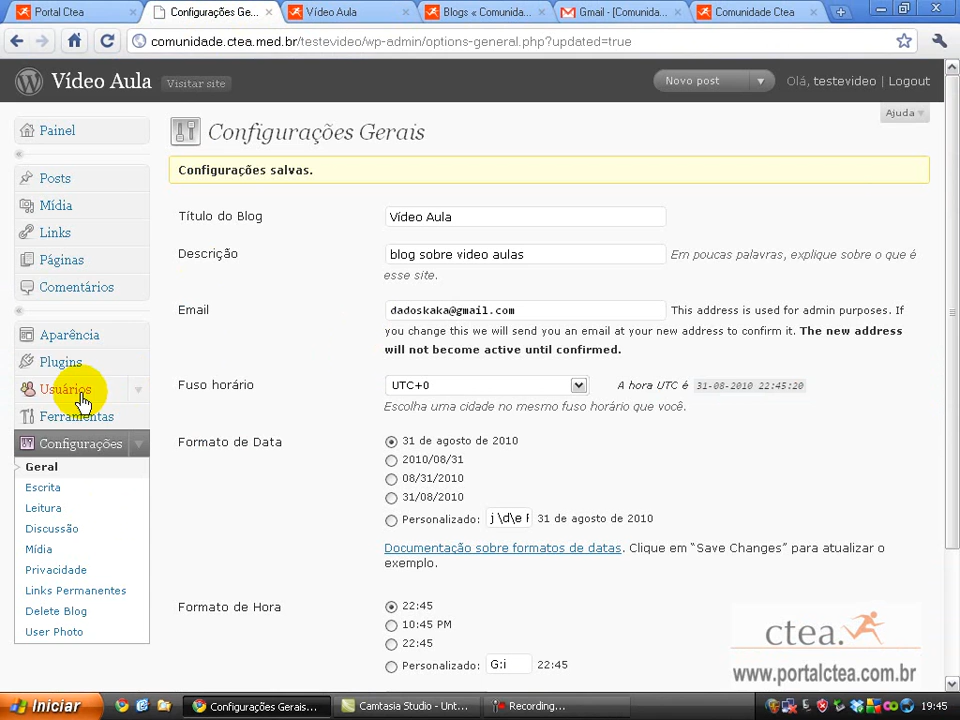 Portal Ctea
Configurações Ge...
Vídeo Aula
Blogs « Comunida...
Gmail - [Comunida...
Comunidade Ctea
comunidade.ctea.med.br/testevideo/wp-admin/options-general.php?updated=true
Vídeo Aula
Visitar site
Novo post
Olá, testevideo | Logout
Ajuda
Painel
Posts
Mídia
Links
Páginas
Comentários
Aparência
Plugins
Usuários
Ferramentas
Configurações
Geral
Escrita
Leitura
Discussão
Mídia
Privacidade
Links Permanentes
Delete Blog
User Photo
Configurações Gerais
Configurações salvas.
Título do Blog
Vídeo Aula
Descrição
blog sobre video aulas
Em poucas palavras, explique sobre o que é
esse site.
Email
dadoskaka@gmail.com
This address is used for admin purposes. If
you change this we will send you an email at your new address to confirm it. The new address
will not become active until confirmed.
Fuso horário
UTC+0
A hora UTC é 31-08-2010 22:45:20
Escolha uma cidade no mesmo fuso horário que você.
Formato de Data
31 de agosto de 2010
2010/08/31
08/31/2010
31/08/2010
Personalizado: j \d\e F 31 de agosto de 2010
Documentação sobre formatos de datas. Clique em “Save Changes” para atualizar o
exemplo.
Formato de Hora
22:45
10:45 PM
22:45
Personalizado: G:i 22:45
ctea.
www.portalctea.com.br
Iniciar
Configurações Gerais...
Camtasia Studio - Unt...
Recording...
19:45